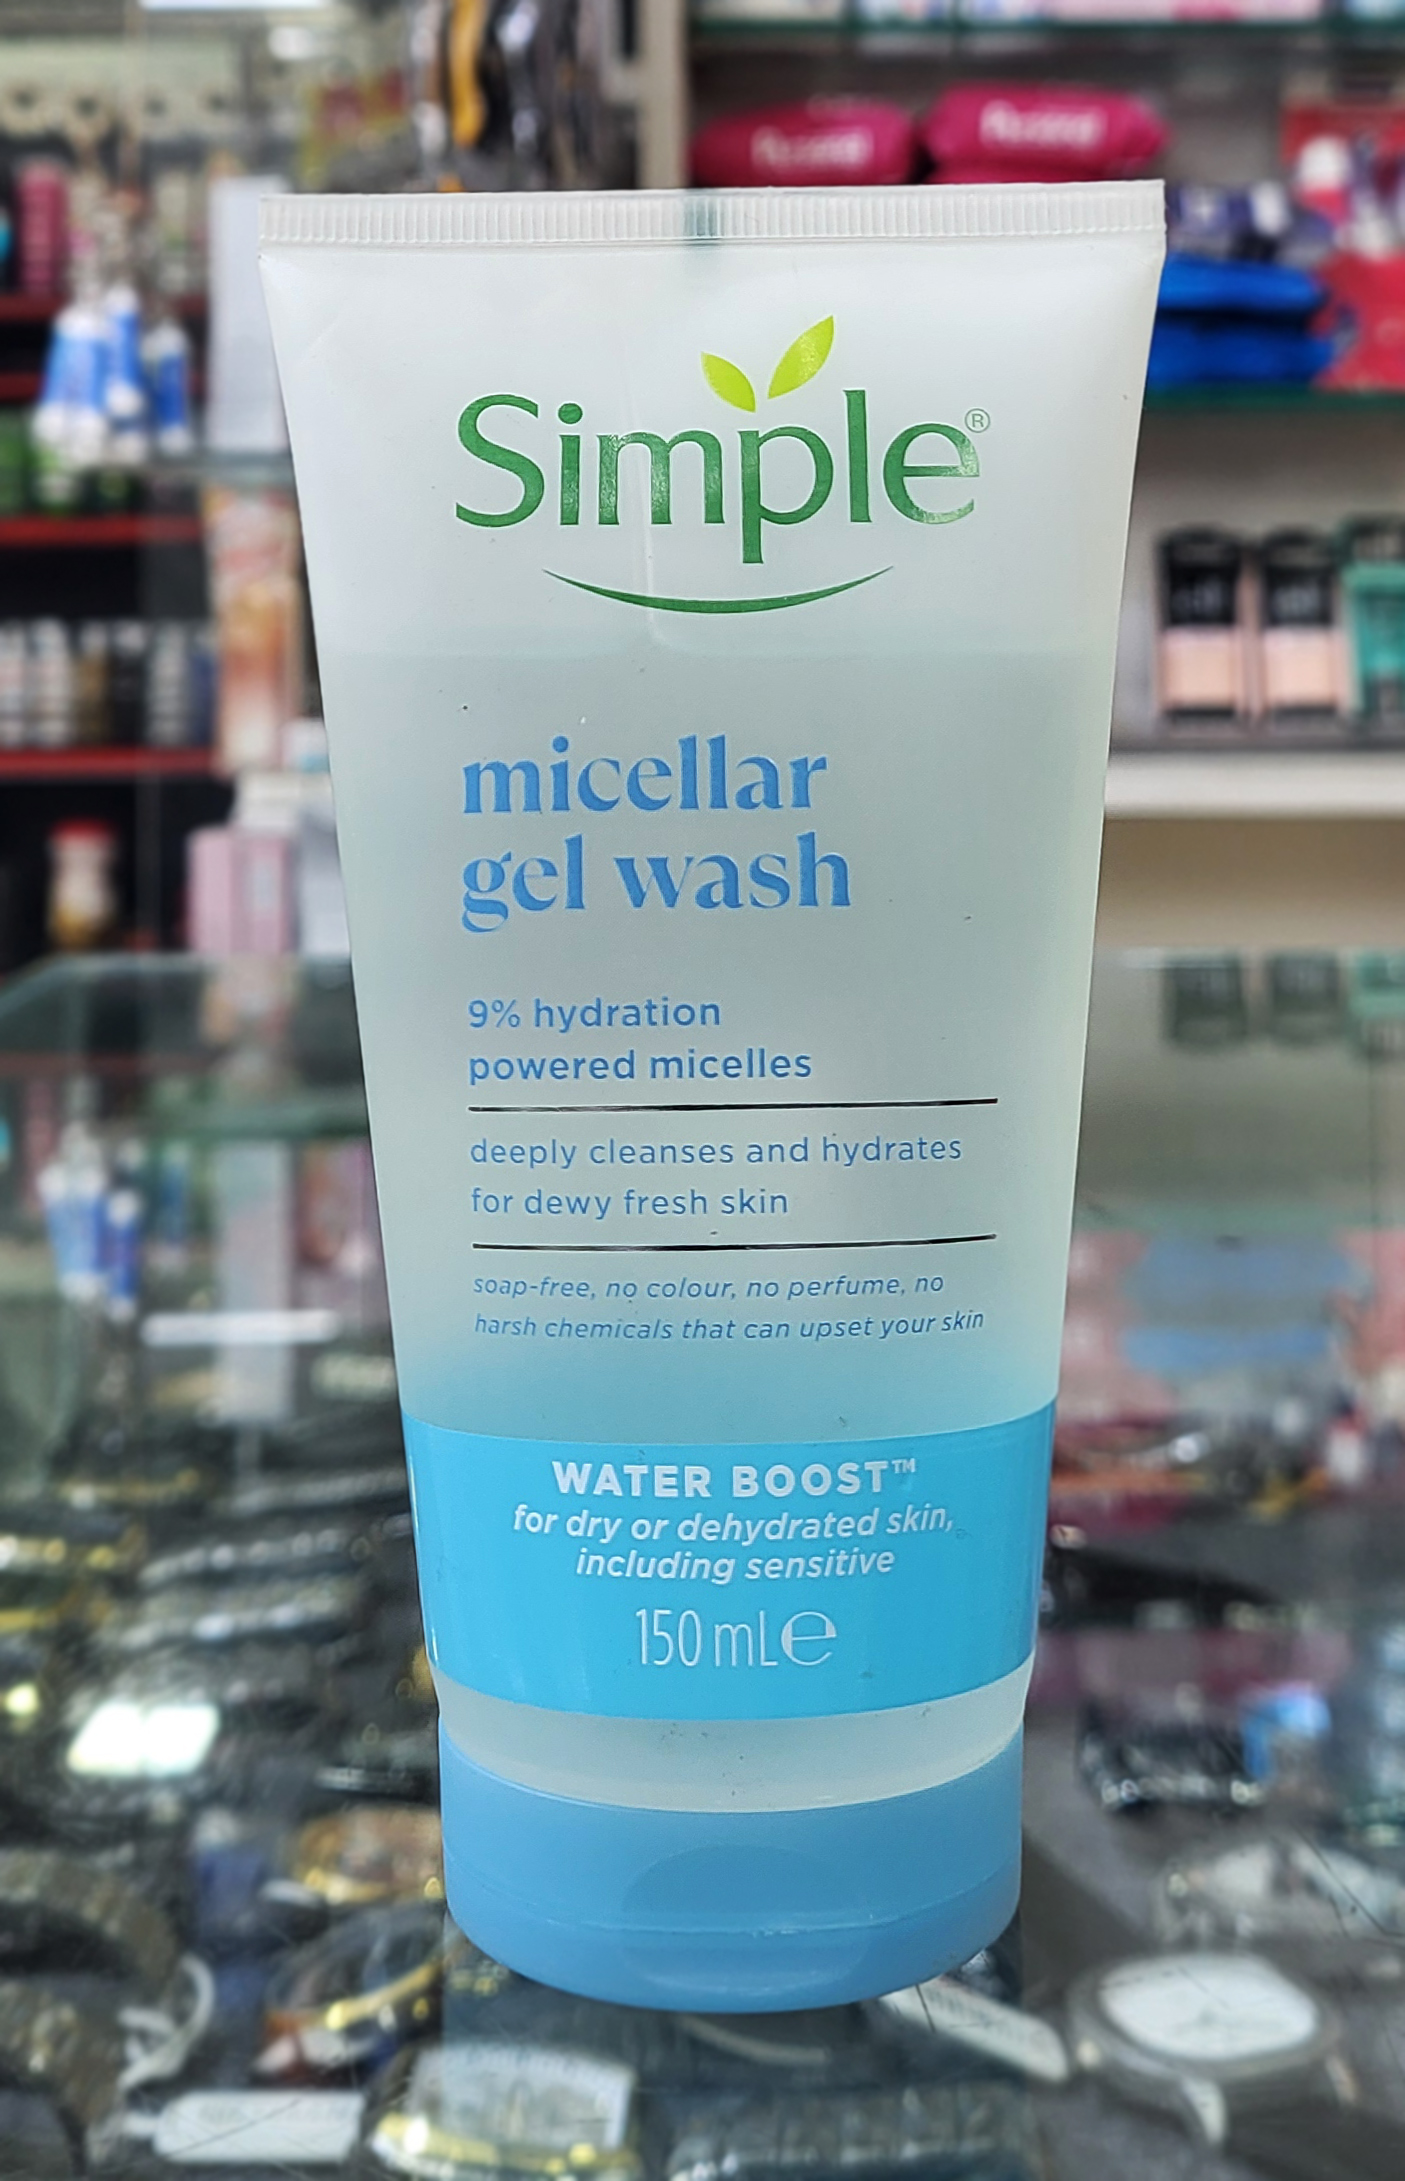 Simple®
micellar
gel wash
9% hydration
powered micelles
deeply cleanses and hydrates
for dewy fresh skin
soap-free, no colour, no perfume, no
harsh chemicals that can upset your skin
WATER BOOST™
for dry or dehydrated skin,
including sensitive
150 mL℮